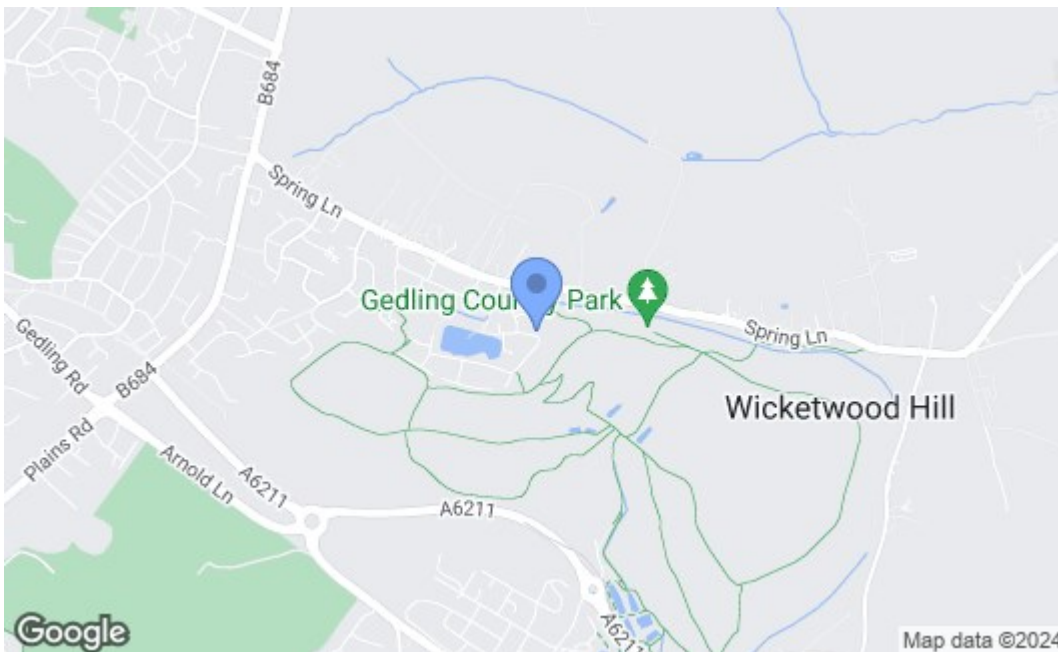 B684
Spring Ln
Gedling Country Park
Spring Ln
Wicketwood Hill
Gedling Rd
B684
Plains Rd
Arnold Ln
A6211
A6211
A6211
Google
Map data ©2024